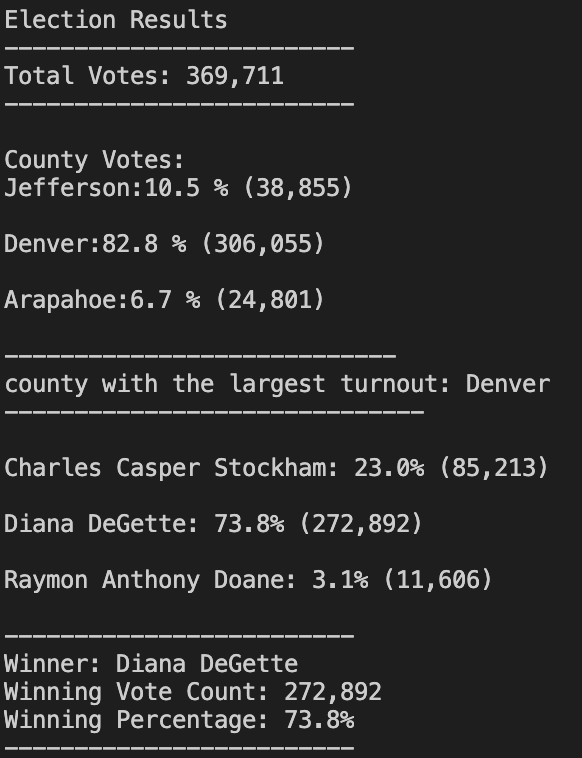 Election Results
-------------------------
Total Votes: 369,711
-------------------------
County Votes:
Jefferson:10.5 % (38,855)
Denver:82.8 % (306,055)
Arapahoe:6.7 % (24,801)
----------------------------
county with the largest turnout: Denver
------------------------------
Charles Casper Stockham: 23.0% (85,213)
Diana DeGette: 73.8% (272,892)
Raymon Anthony Doane: 3.1% (11,606)
-------------------------
Winner: Diana DeGette
Winning Vote Count: 272,892
Winning Percentage: 73.8%
-------------------------